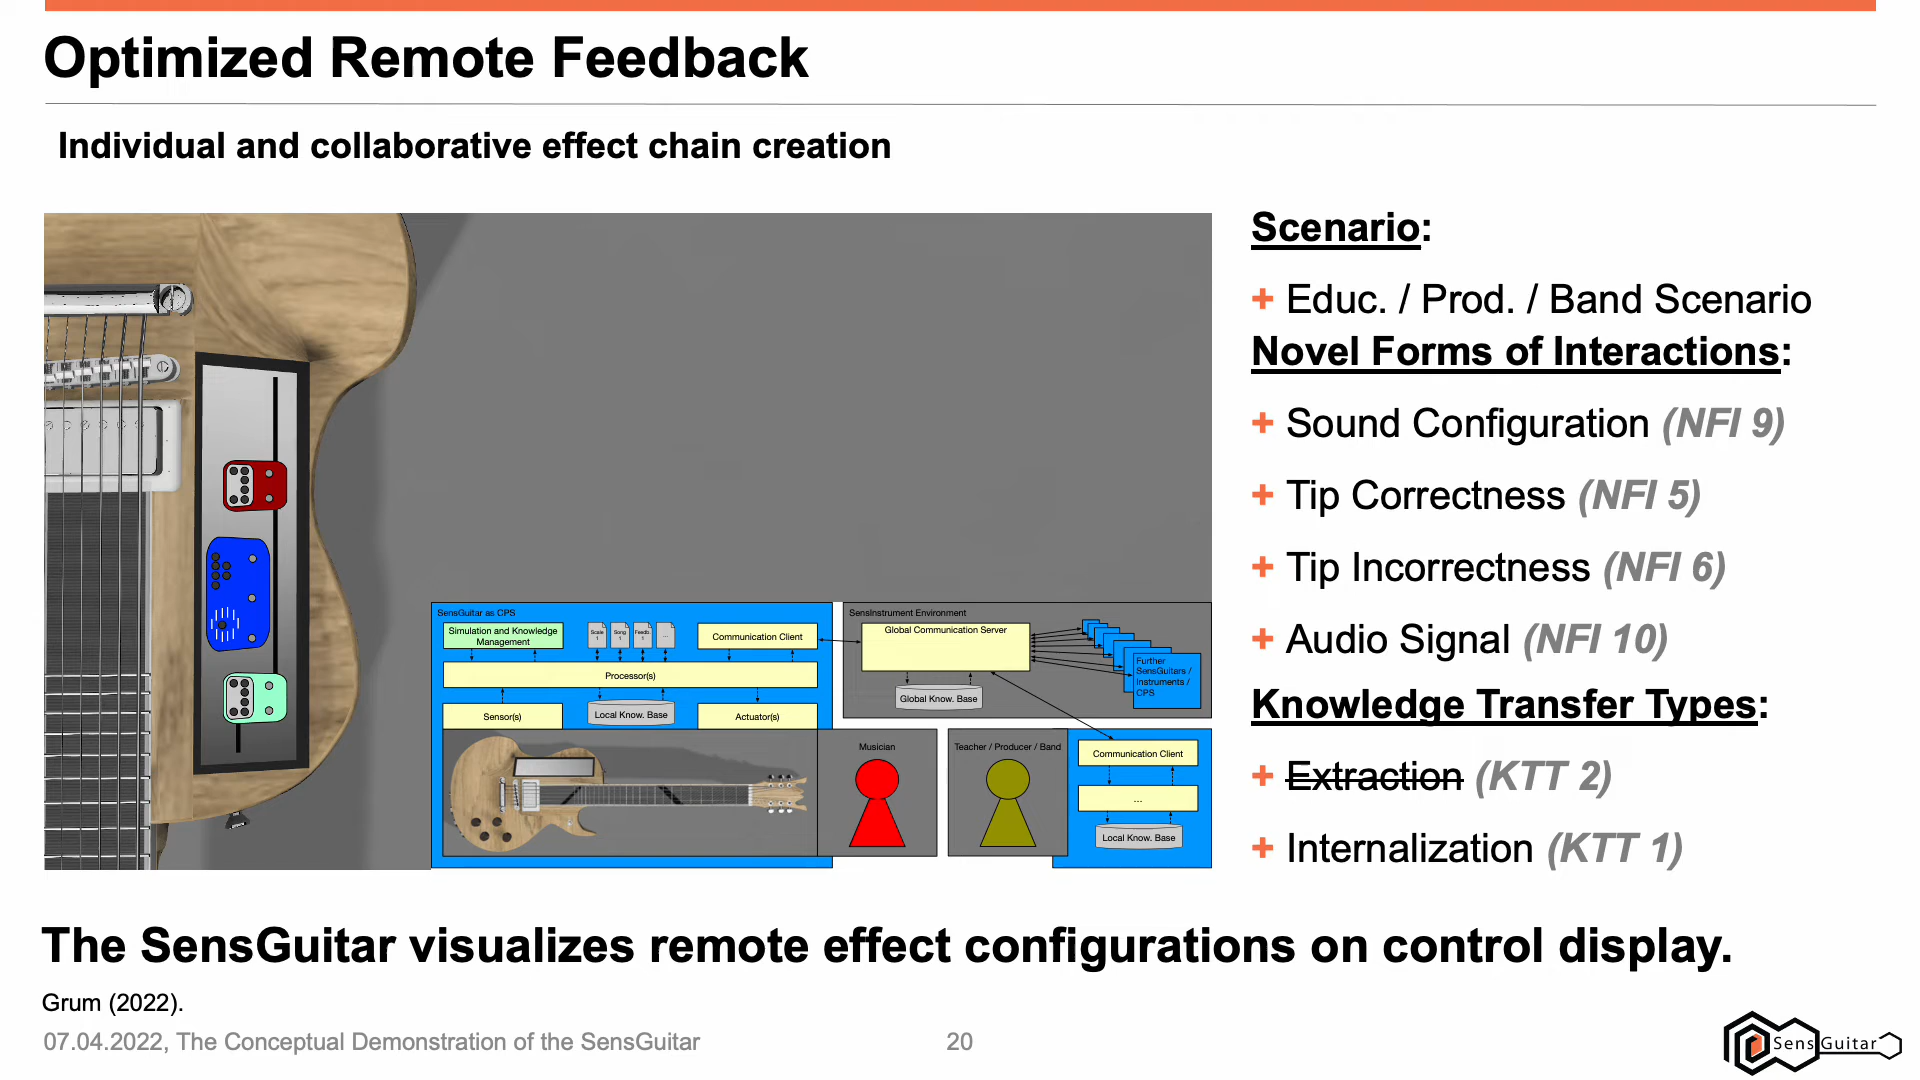 Optimized Remote Feedback
Individual and collaborative effect chain creation
SensGuitar as CPS
Simulation and Knowledge
Management
Scale
1
Song
1
Feedb.
1
...
Communication Client
Processor(s)
Sensor(s)
Local Know. Base
Actuator(s)
SensInstrument Environment
Global Communication Server
Global Know. Base
Further
SensGuitars /
Instruments /
CPS
Musician
Teacher / Producer / Band
Communication Client
...
Local Know. Base
Scenario:
+ Educ. / Prod. / Band Scenario
Novel Forms of Interactions:
+ Sound Configuration (NFI 9)
+ Tip Correctness (NFI 5)
+ Tip Incorrectness (NFI 6)
+ Audio Signal (NFI 10)
Knowledge Transfer Types:
+ Extraction (KTT 2)
+ Internalization (KTT 1)
The SensGuitar visualizes remote effect configurations on control display.
Grum (2022).
07.04.2022, The Conceptual Demonstration of the SensGuitar
20
Sens Guitar